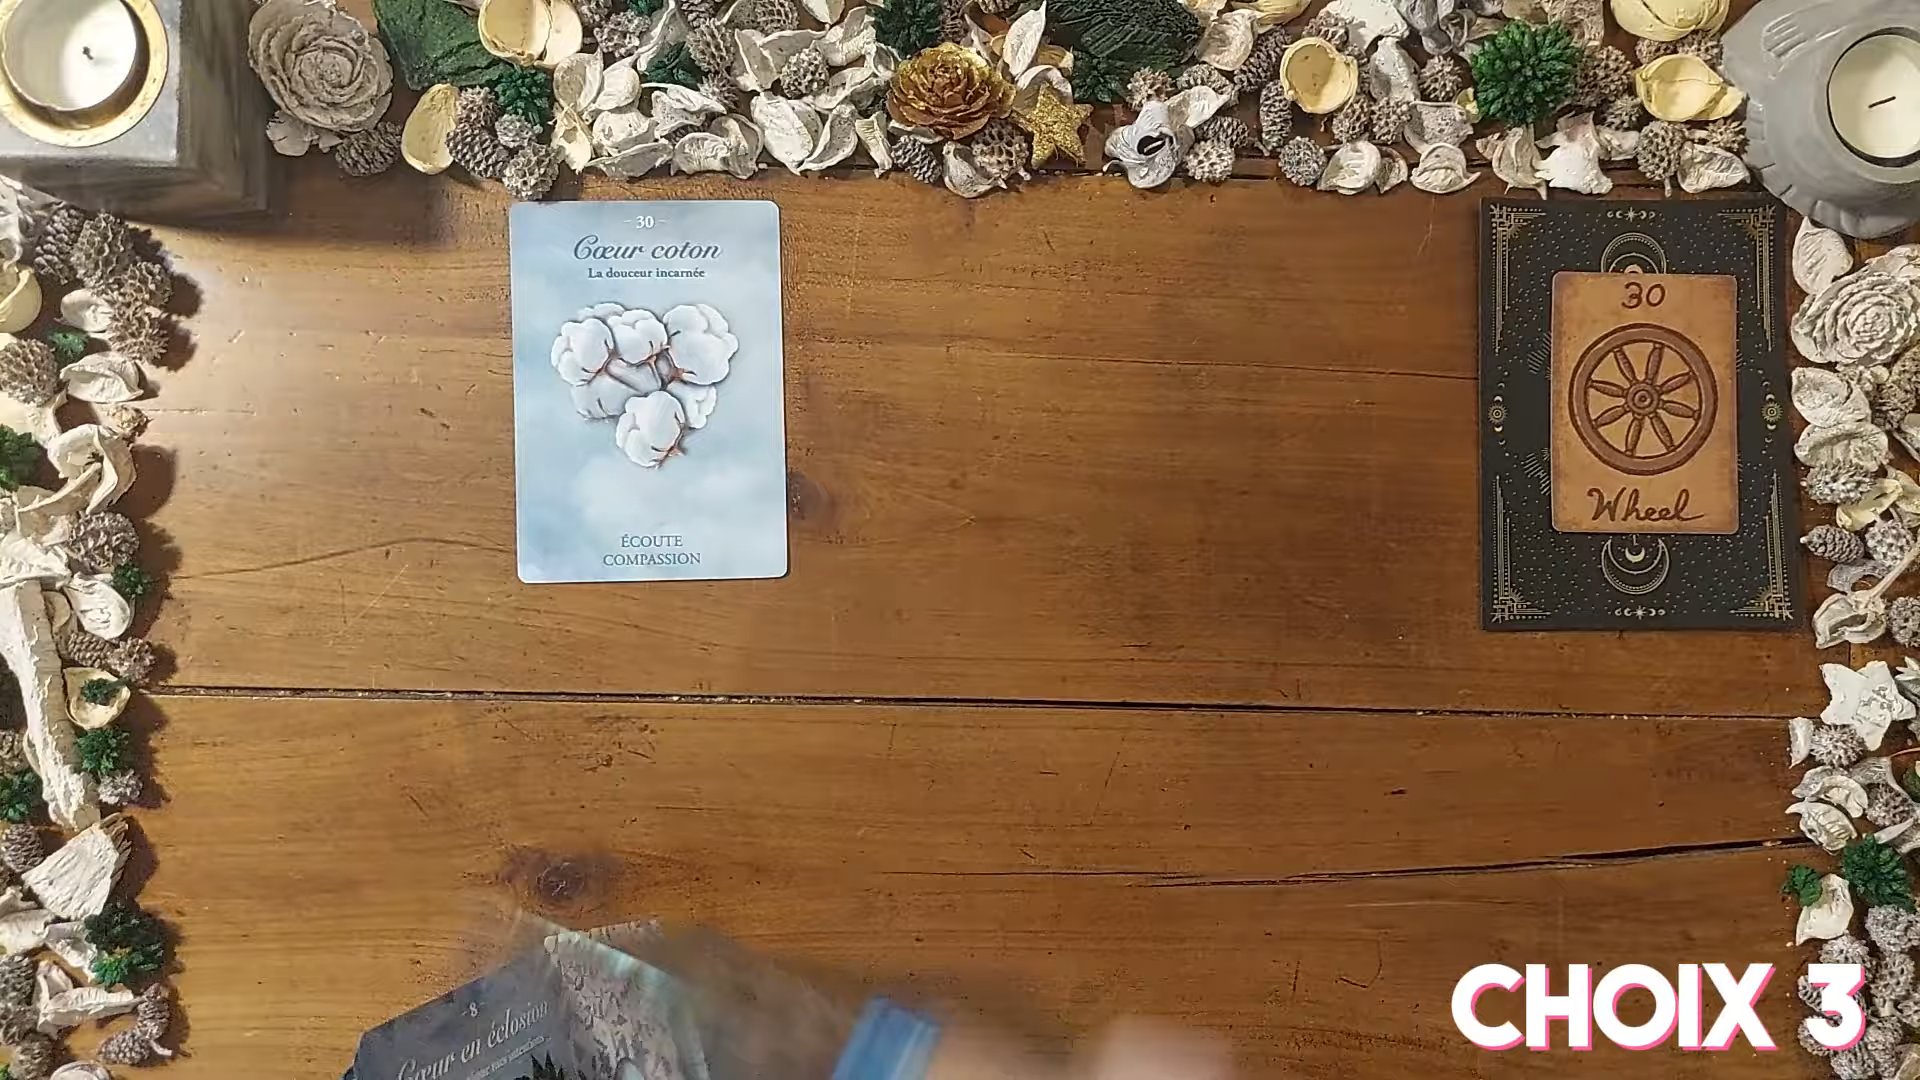 - 30 -
Cœur coton
La douceur incarnée
ÉCOUTE
COMPASSION
30
Wheel
- 8 -
Cœur en éclosion
CHOIX 3